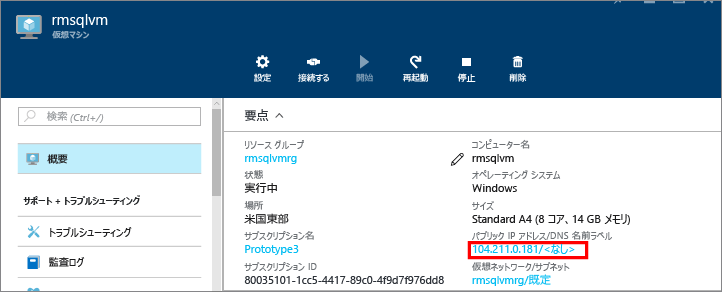 rmsqlvm
仮想マシン
設定 接続する 開始 再起動 停止 削除
検索 (Ctrl+/)
概要
サポート + トラブルシューティング
トラブルシューティング
監査ログ
要点
リソース グループ
rmsqlvmrg
状態
実行中
場所
米国東部
サブスクリプション名
Prototype3
サブスクリプション ID
80035101-1cc5-4417-89c0-4f9d7f976dd8
コンピューター名
rmsqlvm
オペレーティング システム
Windows
サイズ
Standard A4 (8 コア、14 GB メモリ)
パブリック IP アドレス/DNS 名前ラベル
104.211.0.181/<なし>
仮想ネットワーク/サブネット
rmsqlvmrg/既定